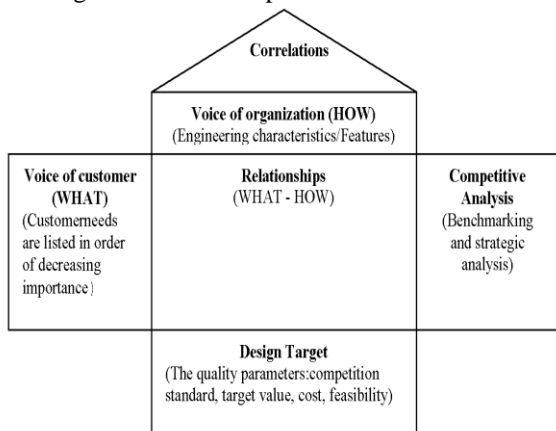 Correlations
Voice of organization (HOW)
(Engineering characteristics/Features)
Voice of customer
(WHAT)
(Customerneeds
are listed in order
of decreasing
importance)
Relationships
(WHAT - HOW)
Competitive
Analysis
(Benchmarking
and strategic
analysis)
Design Target
(The quality parameters:competition
standard, target value, cost, feasibility)